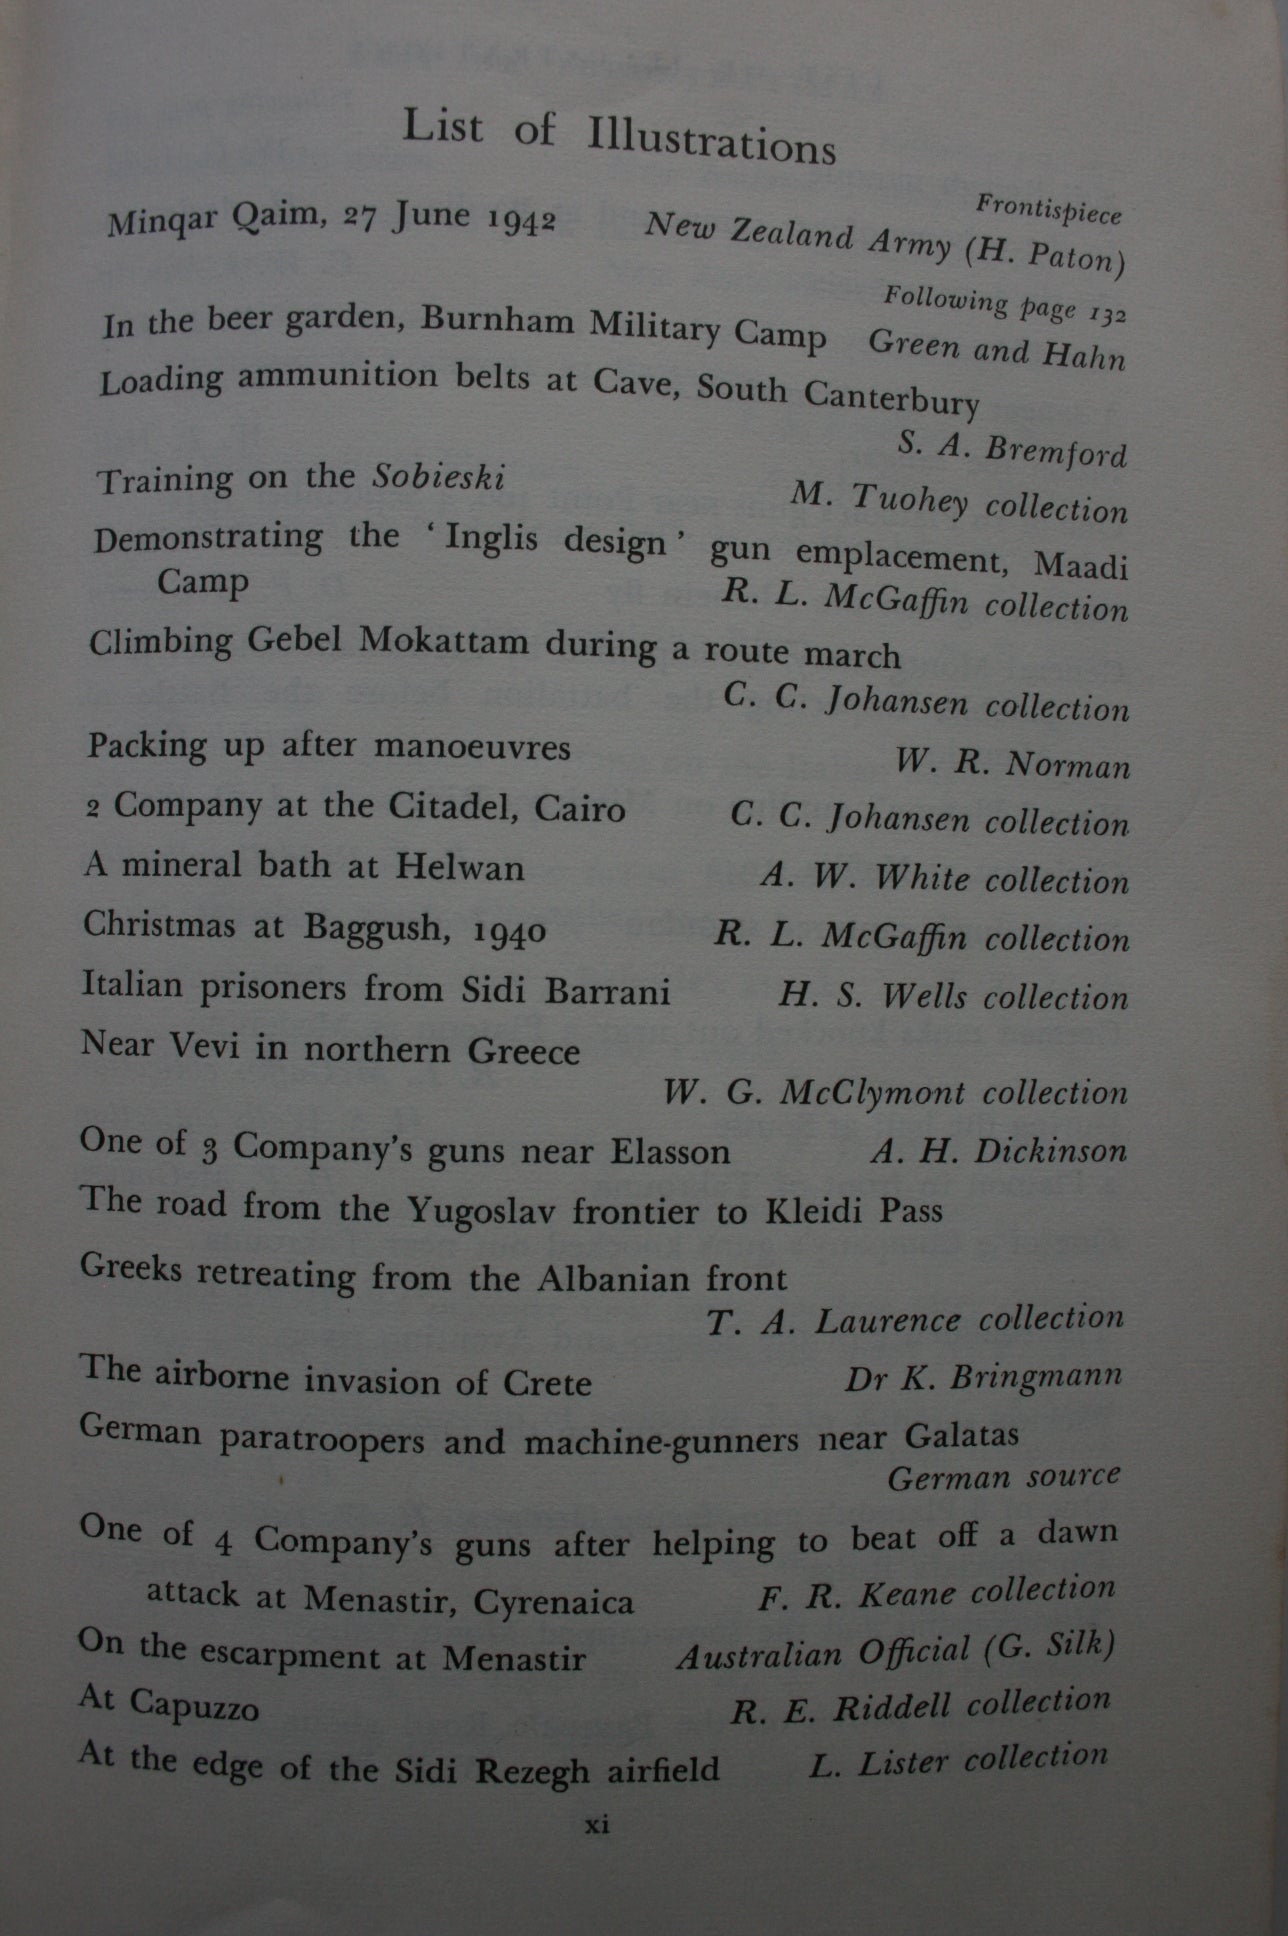 List of Illustrations
Frontispiece
Minqar Qaim, 27 June 1942 New Zealand Army (H. Paton)
Following page 132
In the beer garden, Burnham Military Camp Green and Hahn
Loading ammunition belts at Cave, South Canterbury
S. A. Bremford
Training on the Sobieski M. Tuohey collection
Demonstrating the ‘ Inglis design ’ gun emplacement, Maadi
Camp R. L. McGaffin collection
Climbing Gebel Mokattam during a route march
C. C. Johansen collection
Packing up after manoeuvres W. R. Norman
2 Company at the Citadel, Cairo C. C. Johansen collection
A mineral bath at Helwan A. W. White collection
Christmas at Baggush, 1940 R. L. McGaffin collection
Italian prisoners from Sidi Barrani H. S. Wells collection
Near Vevi in northern Greece
W. G. McClymont collection
One of 3 Company’s guns near Elasson A. H. Dickinson
The road from the Yugoslav frontier to Kleidi Pass
Greeks retreating from the Albanian front
T. A. Laurence collection
The airborne invasion of Crete Dr K. Bringmann
German paratroopers and machine-gunners near Galatas
German source
One of 4 Company’s guns after helping to beat off a dawn
attack at Menastir, Cyrenaica F. R. Keane collection
On the escarpment at Menastir Australian Official (G. Silk)
At Capuzzo R. E. Riddell collection
At the edge of the Sidi Rezegh airfield L. Lister collection
xi